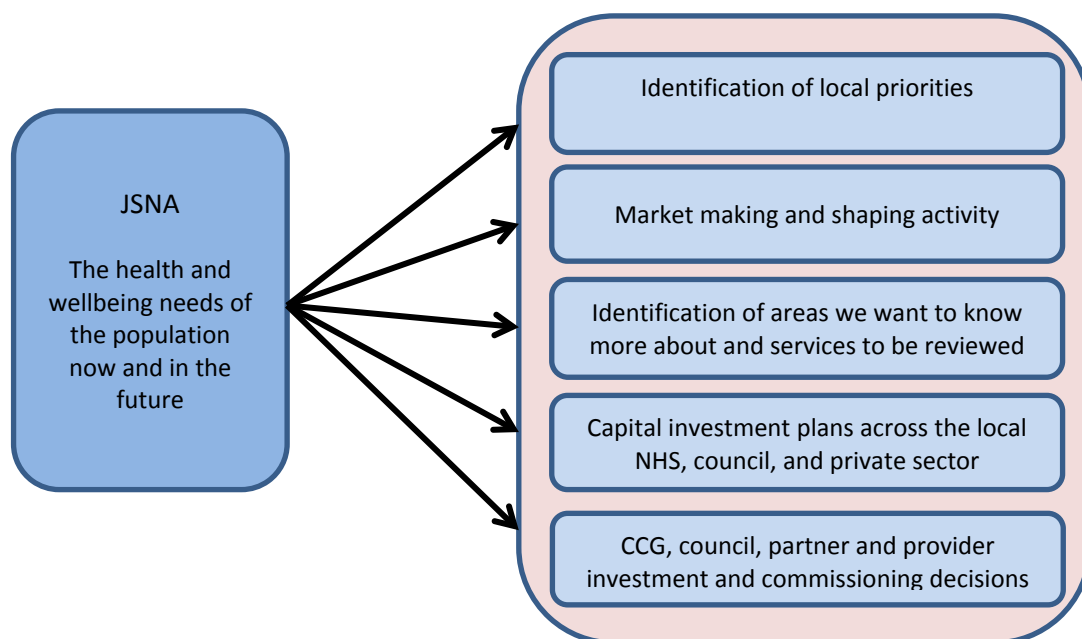 JSNA
The health and
wellbeing needs of
the population
now and in the
future
Identification of local priorities
Market making and shaping activity
Identification of areas we want to know
more about and services to be reviewed
Capital investment plans across the local
NHS, council, and private sector
CCG, council, partner and provider
investment and commissioning decisions